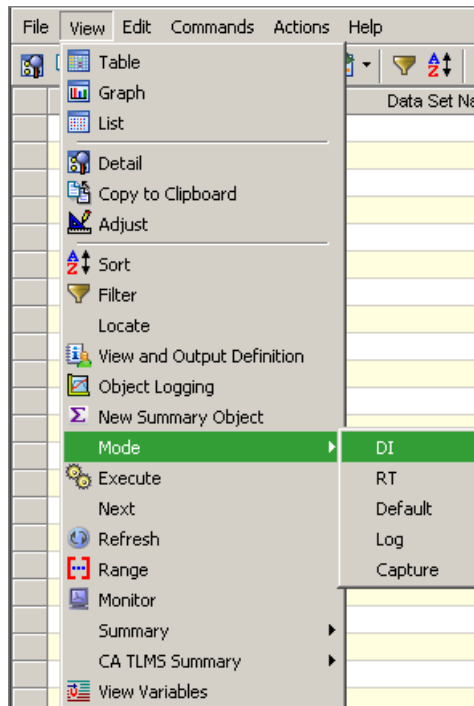 File View Edit Commands Actions Help
Table
Data Set Na
Graph
List
Detail
Copy to Clipboard
Adjust
Sort
Filter
Locate
View and Output Definition
Object Logging
New Summary Object
Mode
DI
Execute
RT
Next
Default
Refresh
Log
Range
Capture
Monitor
Summary
CA TLMS Summary
View Variables